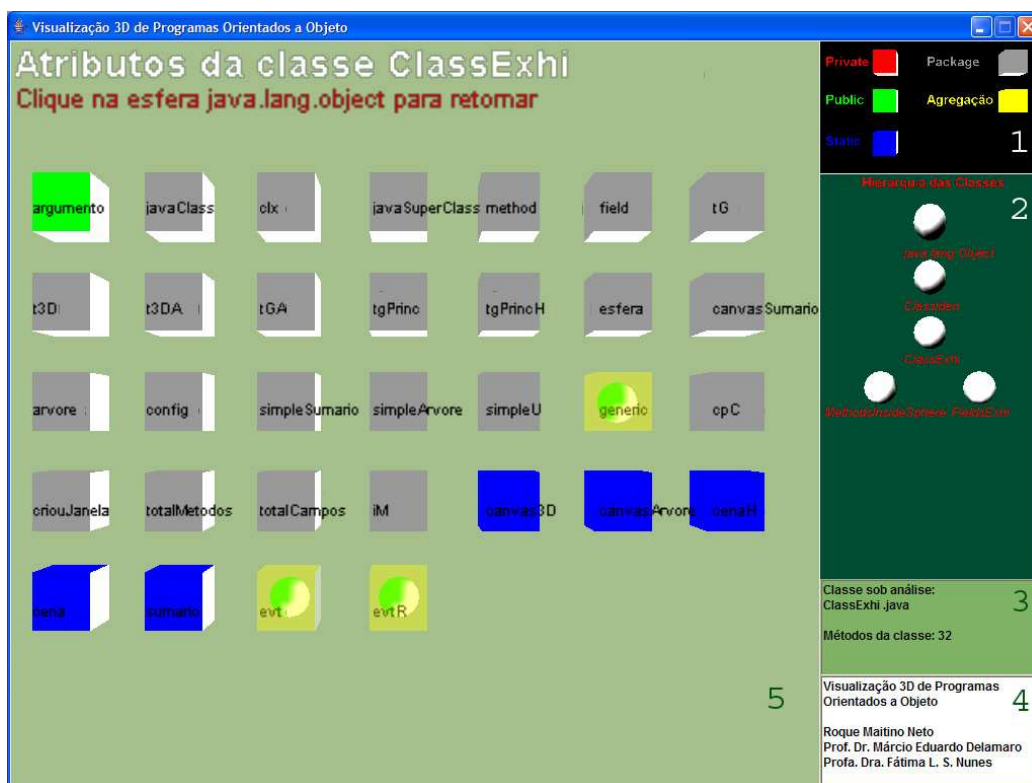 Visualização 3D de Programas Orientados a Objeto
Atributos da classe ClassExhi
Clique na esfera java.lang.object para retornar
argumento javaClass clx javaSuperClass method field tG
t3D t3DA tGA tgPrinc tgPrincH esfera canvasSumario
arvore config simpleSumario simpleArvore simpleU generic cpC
criouJanela totalMetodos totalCampos iM canvas3D canvasArvore cenaH
cena sumario evt evtR
5
Private Package
Public Agregação
Static
1
Hierarquia das Classes
2
java.lang.Object
ClassIden
ClassExhi
MethodsInsideSphere FieldsExhi
Classe sob análise:
ClassExhi .java
3
Métodos da classe: 32
Visualização 3D de Programas
Orientados a Objeto
4
Roque Maitino Neto
Prof. Dr. Márcio Eduardo Delamaro
Profa. Dra. Fátima L. S. Nunes